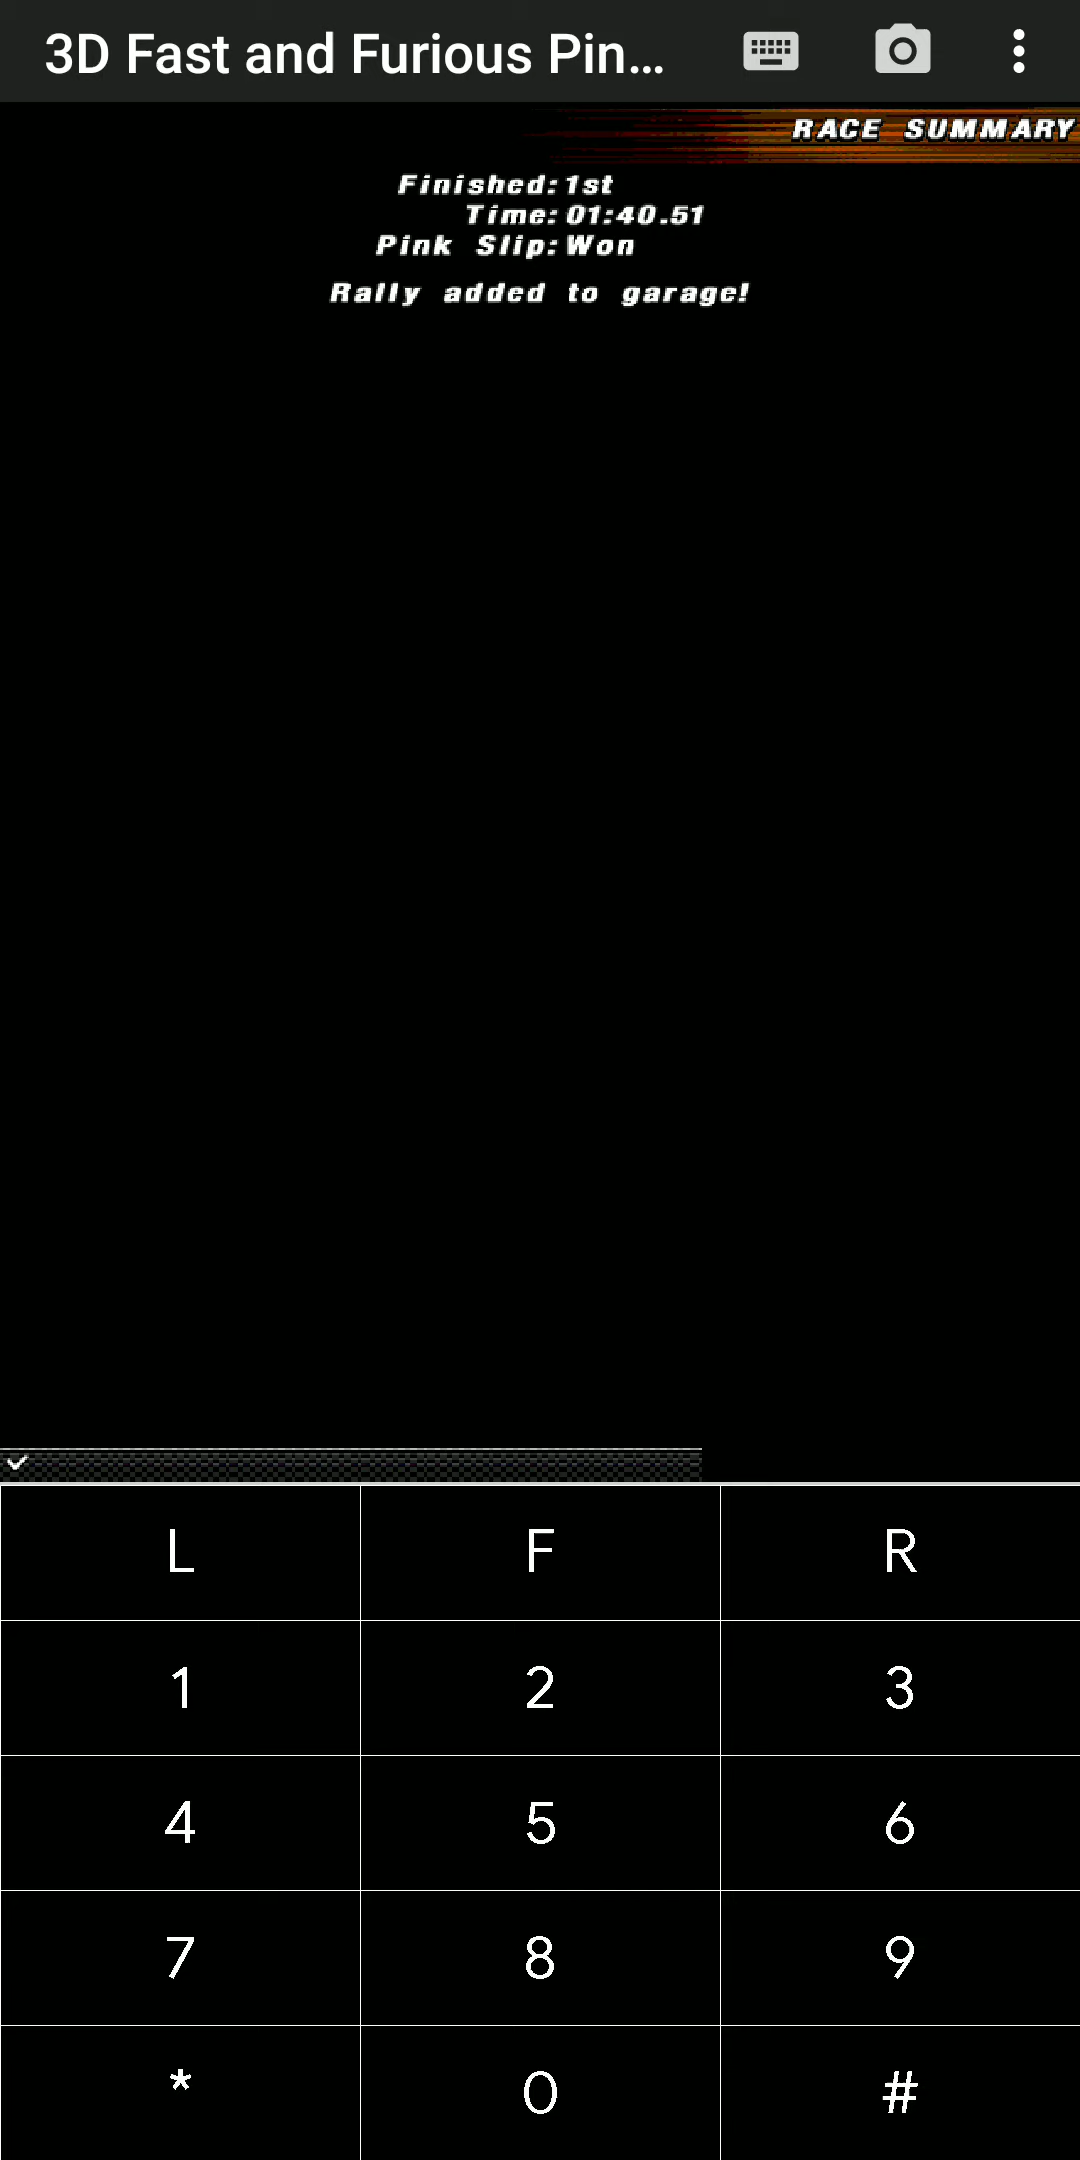 3D Fast and Furious Pin...
RACE SUMMARY
Finished: 1st
Time: 01:40.51
Pink Slip: Won
Rally added to garage!
L F R
1 2 3
4 5 6
7 8 9
* 0 #